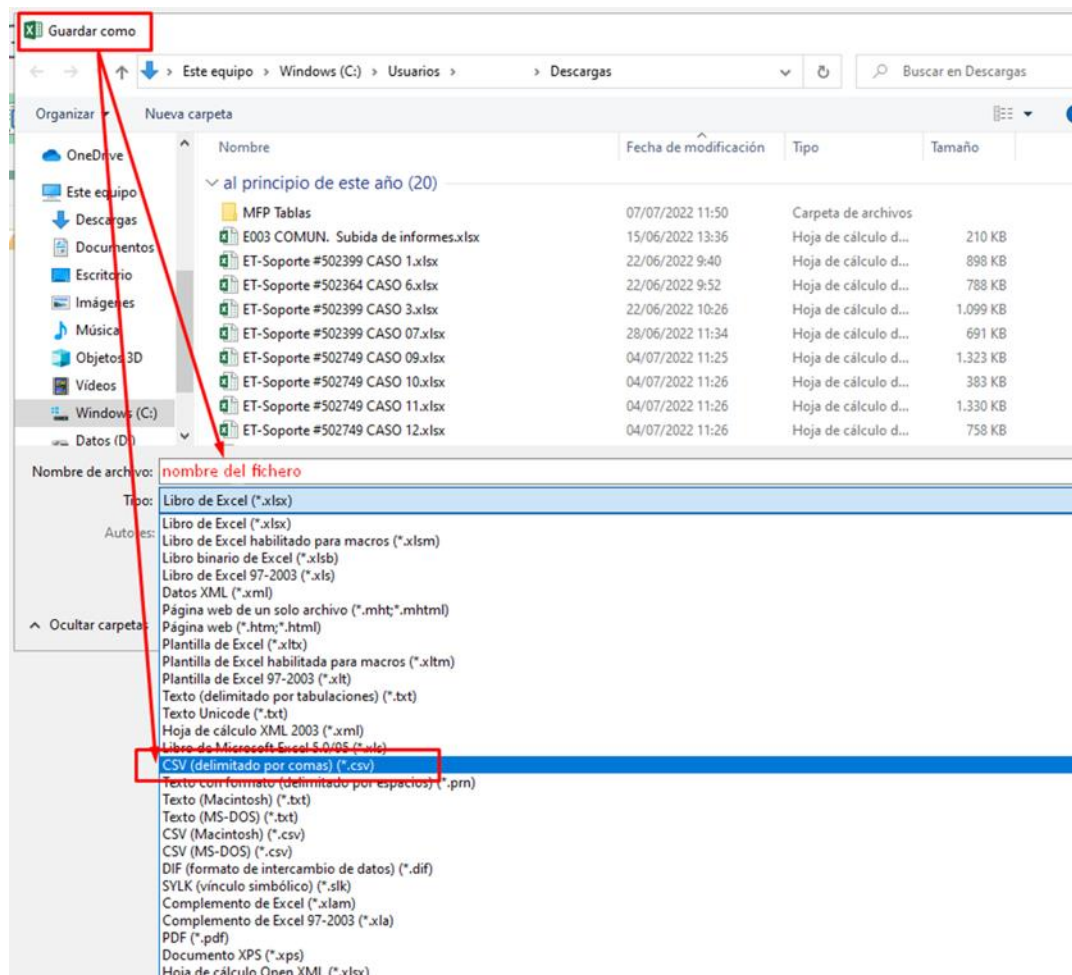 Guardar como
Este equipo > Windows (C:) > Usuarios > > Descargas
Buscar en Descargas
Organizar
Nueva carpeta
Nombre Fecha de modificación Tipo Tamaño
OneDrive
Este equipo
Descargas
Documentos
Escritorio
Imágenes
Música
Objetos 3D
Vídeos
Windows (C:)
Datos (D:)
al principio de este año (20)
MFP Tablas 07/07/2022 11:50 Carpeta de archivos
E003 COMUN. Subida de informes.xlsx 15/06/2022 13:36 Hoja de cálculo d... 210 KB
ET-Soporte #502399 CASO 1.xlsx 22/06/2022 9:40 Hoja de cálculo d... 898 KB
ET-Soporte #502364 CASO 6.xlsx 22/06/2022 9:52 Hoja de cálculo d... 788 KB
ET-Soporte #502399 CASO 3.xlsx 22/06/2022 10:26 Hoja de cálculo d... 1.099 KB
ET-Soporte #502399 CASO 07.xlsx 28/06/2022 11:34 Hoja de cálculo d... 691 KB
ET-Soporte #502749 CASO 09.xlsx 04/07/2022 11:25 Hoja de cálculo d... 1.323 KB
ET-Soporte #502749 CASO 10.xlsx 04/07/2022 11:26 Hoja de cálculo d... 383 KB
ET-Soporte #502749 CASO 11.xlsx 04/07/2022 11:26 Hoja de cálculo d... 1.330 KB
ET-Soporte #502749 CASO 12.xlsx 04/07/2022 11:26 Hoja de cálculo d... 758 KB
Nombre de archivo: nombre del fichero
Tipo: Libro de Excel (*.xlsx)
Autores:
Ocultar carpetas
Libro de Excel (*.xlsx)
Libro de Excel habilitado para macros (*.xlsm)
Libro binario de Excel (*.xlsb)
Libro de Excel 97-2003 (*.xls)
Datos XML (*.xml)
Página web de un solo archivo (*.mht;*.mhtml)
Página web (*.htm;*.html)
Plantilla de Excel (*.xltx)
Plantilla de Excel habilitada para macros (*.xltm)
Plantilla de Excel 97-2003 (*.xlt)
Texto (delimitado por tabulaciones) (*.txt)
Texto Unicode (*.txt)
Hoja de cálculo XML 2003 (*.xml)
Libro de Microsoft Excel 5.0/95 (*.xls)
CSV (delimitado por comas) (*.csv)
Texto con formato (delimitado por espacios) (*.prn)
Texto (Macintosh) (*.txt)
Texto (MS-DOS) (*.txt)
CSV (Macintosh) (*.csv)
CSV (MS-DOS) (*.csv)
DIF (formato de intercambio de datos) (*.dif)
SYLK (vínculo simbólico) (*.slk)
Complemento de Excel (*.xlam)
Complemento de Excel 97-2003 (*.xla)
PDF (*.pdf)
Documento XPS (*.xps)
Hoja de cálculo Open XML (*.xlsx)